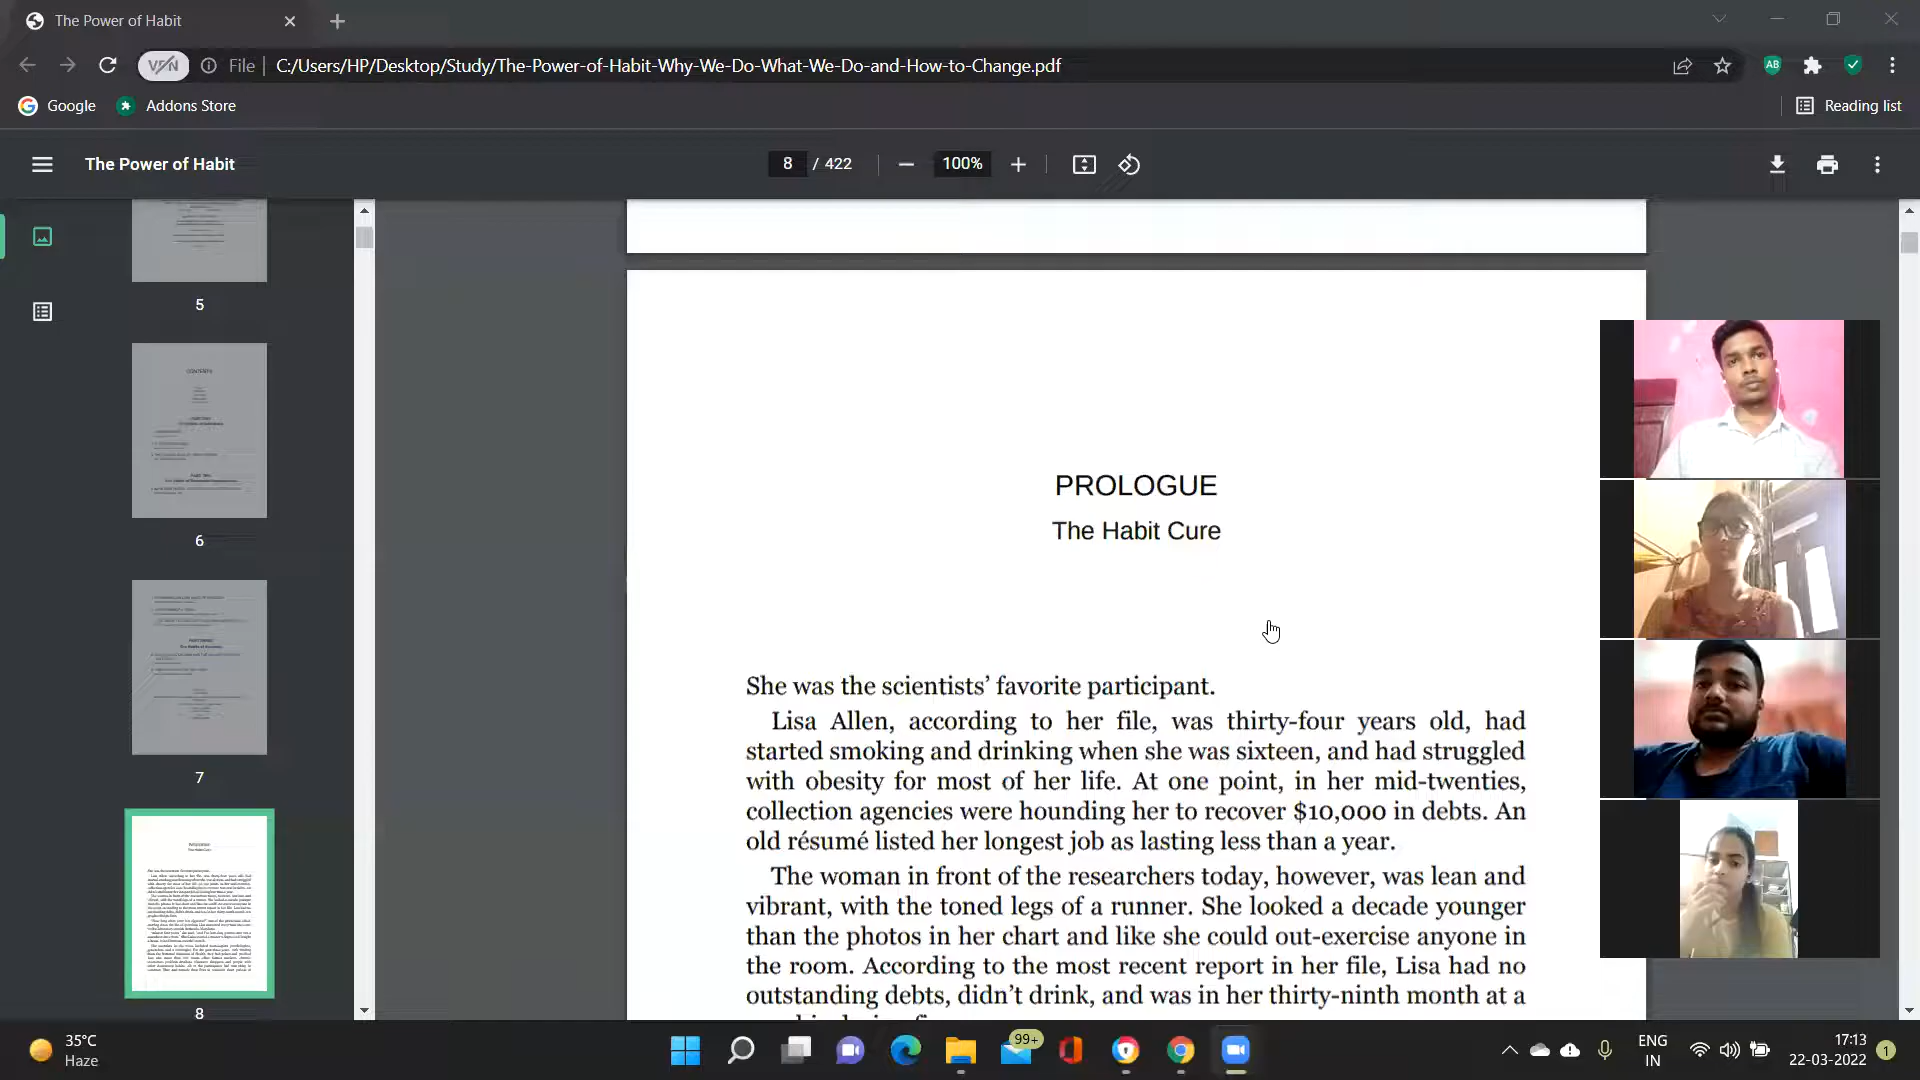 The Power of Habit
VPN
File
C:/Users/HP/Desktop/Study/The-Power-of-Habit-Why-We-Do-What-We-Do-and-How-to-Change.pdf
AB
Google
Addons Store
Reading list
The Power of Habit
8 / 422
100%
5
CONTENTS
6
7
8
PROLOGUE
The Habit Cure
She was the scientists’ favorite participant.
Lisa Allen, according to her file, was thirty-four years old, had
started smoking and drinking when she was sixteen, and had struggled
with obesity for most of her life. At one point, in her mid-twenties,
collection agencies were hounding her to recover $10,000 in debts. An
old résumé listed her longest job as lasting less than a year.
The woman in front of the researchers today, however, was lean and
vibrant, with the toned legs of a runner. She looked a decade younger
than the photos in her chart and like she could out-exercise anyone in
the room. According to the most recent report in her file, Lisa had no
outstanding debts, didn’t drink, and was in her thirty-ninth month at a
35°C
Haze
99+
ENG
IN
17:13
22-03-2022
1